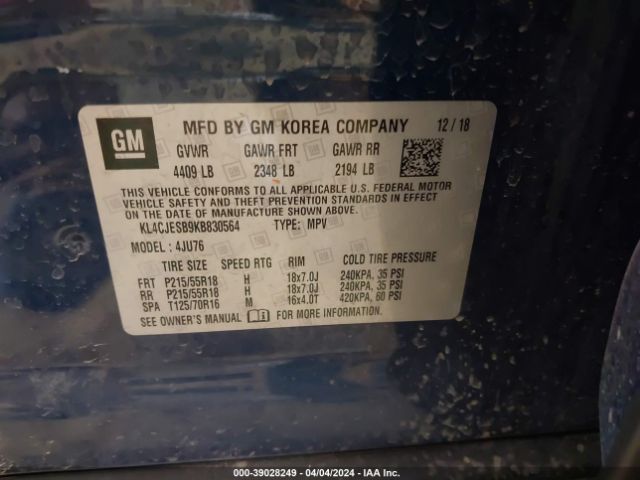 GM MFD BY GM KOREA COMPANY 12/18
GVWR GAWR FRT GAWR RR
4409 LB 2348 LB 2194 LB
THIS VEHICLE CONFORMS TO ALL APPLICABLE U.S. FEDERAL MOTOR
VEHICLE SAFETY AND THEFT PREVENTION STANDARDS IN EFFECT
ON THE DATE OF MANUFACTURE SHOWN ABOVE.
KL4CJESB9KB830564 TYPE: MPV
MODEL: 4JU76
TIRE SIZE SPEED RTG RIM COLD TIRE PRESSURE
FRT P215/55R18 H 18x7.0J 240KPA, 35 PSI
RR P215/55R18 H 18x7.0J 240KPA, 35 PSI
SPA T125/70R16 M 16x4.0T 420KPA, 60 PSI
SEE OWNER'S MANUAL FOR MORE INFORMATION.
000-39028249 - 04/04/2024 - IAA Inc.